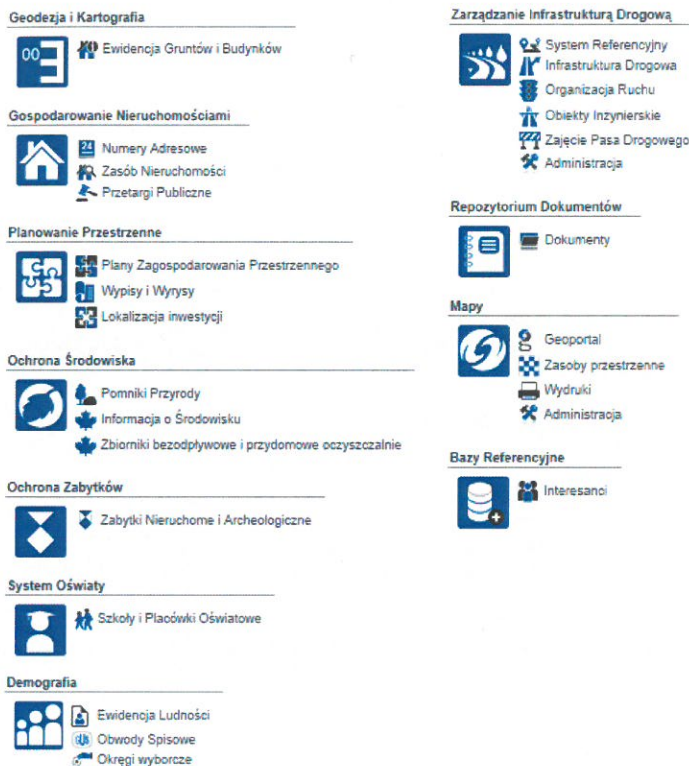 Geodezja i Kartografia
00
Ewidencja Gruntów i Budynków
Gospodarowanie Nieruchomościami
24 Numery Adresowe
Zasób Nieruchomości
Przetargi Publiczne
Planowanie Przestrzenne
Plany Zagospodarowania Przestrzennego
Wypisy i Wyrysy
Lokalizacja inwestycji
Ochrona Środowiska
Pomniki Przyrody
Informacja o Środowisku
Zbiorniki bezodpływowe i przydomowe oczyszczalnie
Ochrona Zabytków
Zabytki Nieruchome i Archeologiczne
System Oświaty
Szkoły i Placówki Oświatowe
Demografia
Ewidencja Ludności
GUS Obwody Spisowe
Okręgi wyborcze
Zarządzanie Infrastrukturą Drogową
System Referencyjny
Infrastruktura Drogowa
Organizacja Ruchu
Obiekty Inżynierskie
Zajęcie Pasa Drogowego
Administracja
Repozytorium Dokumentów
Dokumenty
Mapy
Geoportal
Zasoby przestrzenne
Wydruki
Administracja
Bazy Referencyjne
Interesanci